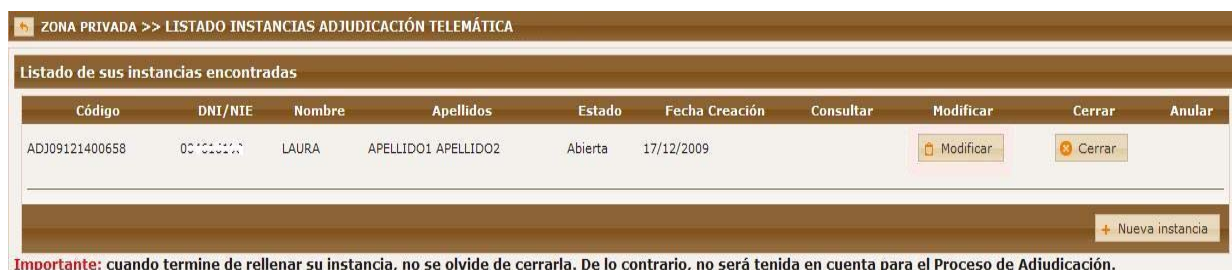 ZONA PRIVADA >> LISTADO INSTANCIAS ADJUDICACIÓN TELEMÁTICA
Listado de sus instancias encontradas
Código DNI/NIE Nombre Apellidos Estado Fecha Creación Consultar Modificar Cerrar Anular
ADJ09121400658 LAURA APELLIDO1 APELLIDO2 Abierta 17/12/2009 Modificar Cerrar
+ Nueva instancia
Importante: cuando termine de rellenar su instancia, no se olvide de cerrarla. De lo contrario, no será tenida en cuenta para el Proceso de Adjudicación.